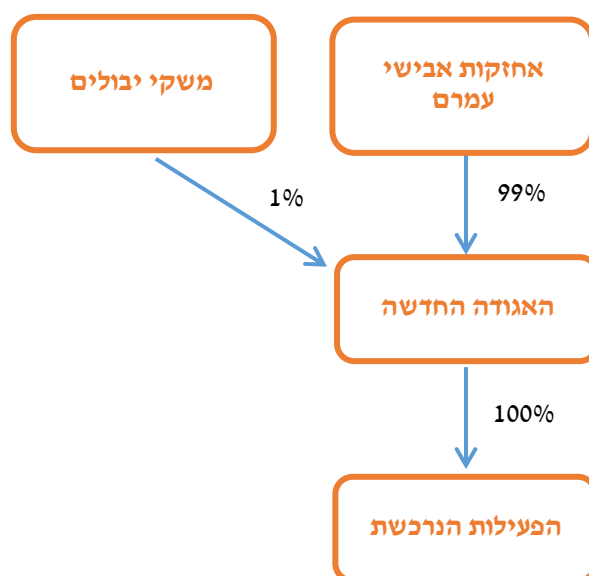 אחזקות אבישי
עמרם
משקי יבולים
99%
1%
האגודה החדשה
100%
הפעילות הנרכשת